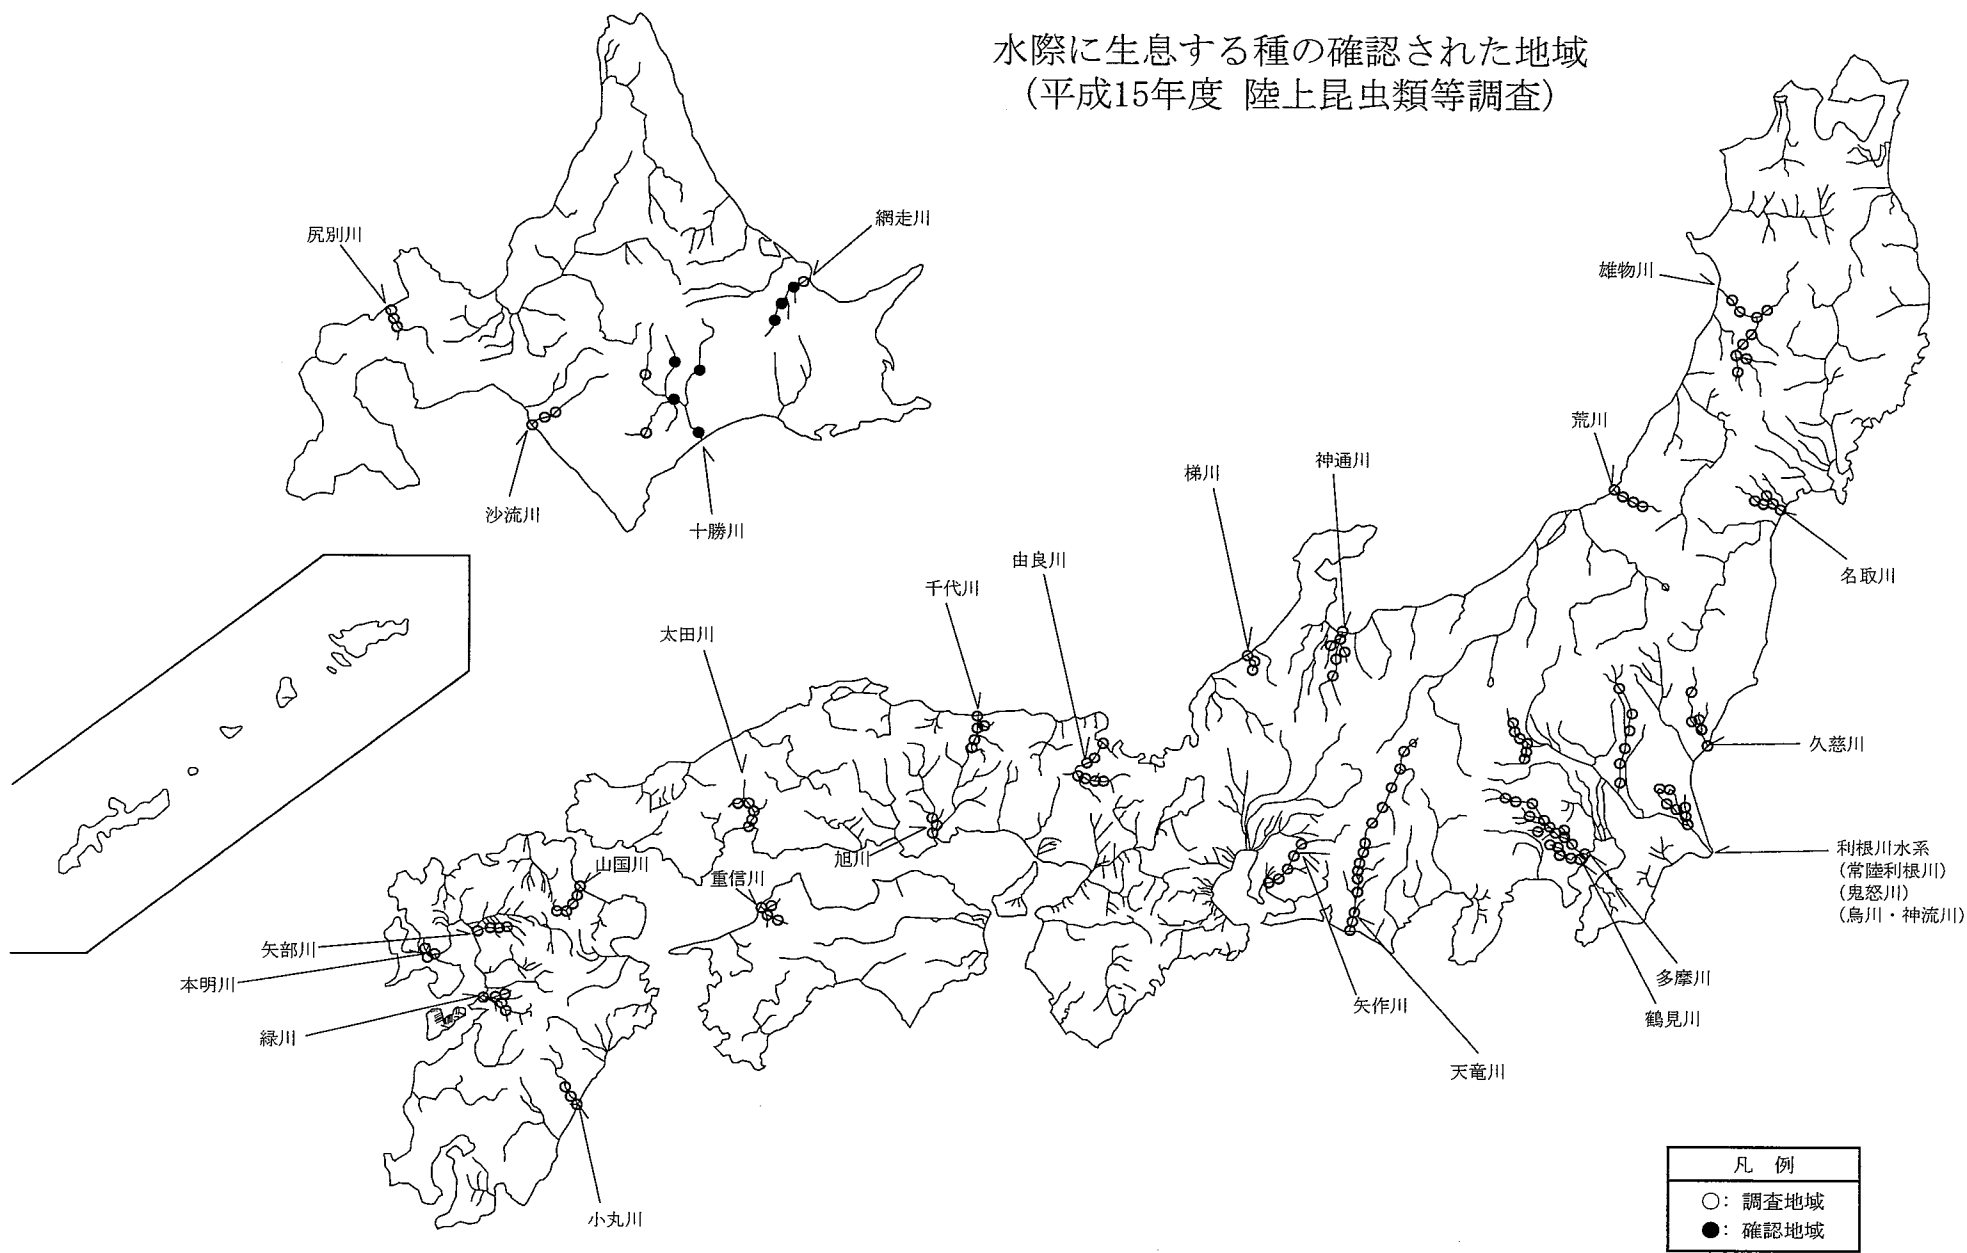 水際に生息する種の確認された地域
(平成15年度 陸上昆虫類等調査)
尻別川
網走川
沙流川
十勝川
雄物川
荒川
名取川
梯川
神通川
由良川
千代川
太田川
久慈川
利根川水系
(常陸利根川)
(鬼怒川)
(烏川・神流川)
多摩川
鶴見川
矢作川
天竜川
旭川
重信川
山国川
矢部川
本明川
緑川
小丸川
凡 例
○: 調査地域
●: 確認地域